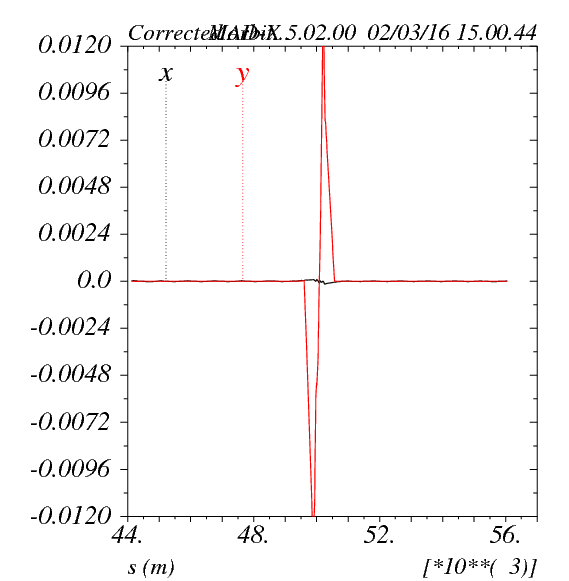 Corrected orbit. MAD-X 5.02.00 02/03/16 15.00.44
0.0120
x y
0.0096
0.0072
0.0048
0.0024
0.0
-0.0024
-0.0048
-0.0072
-0.0096
-0.0120
44. 48. 52. 56.
s (m) [*10**( 3)]